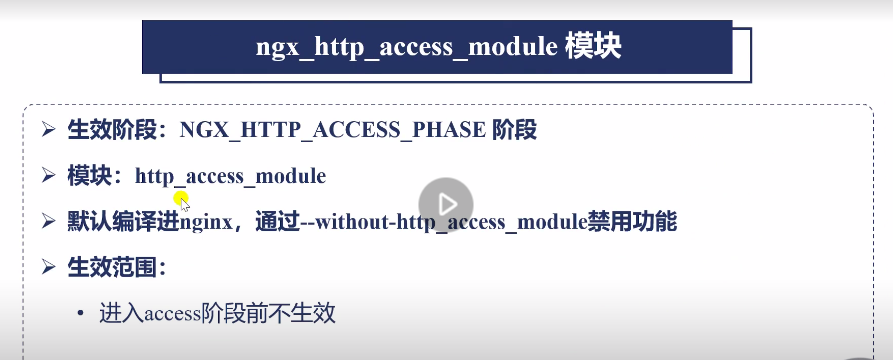 ngx_http_access_module 模块
生效阶段：NGX_HTTP_ACCESS_PHASE 阶段
模块：http_access_module
默认编译进nginx，通过--without-http_access_module禁用功能
生效范围：
进入access阶段前不生效